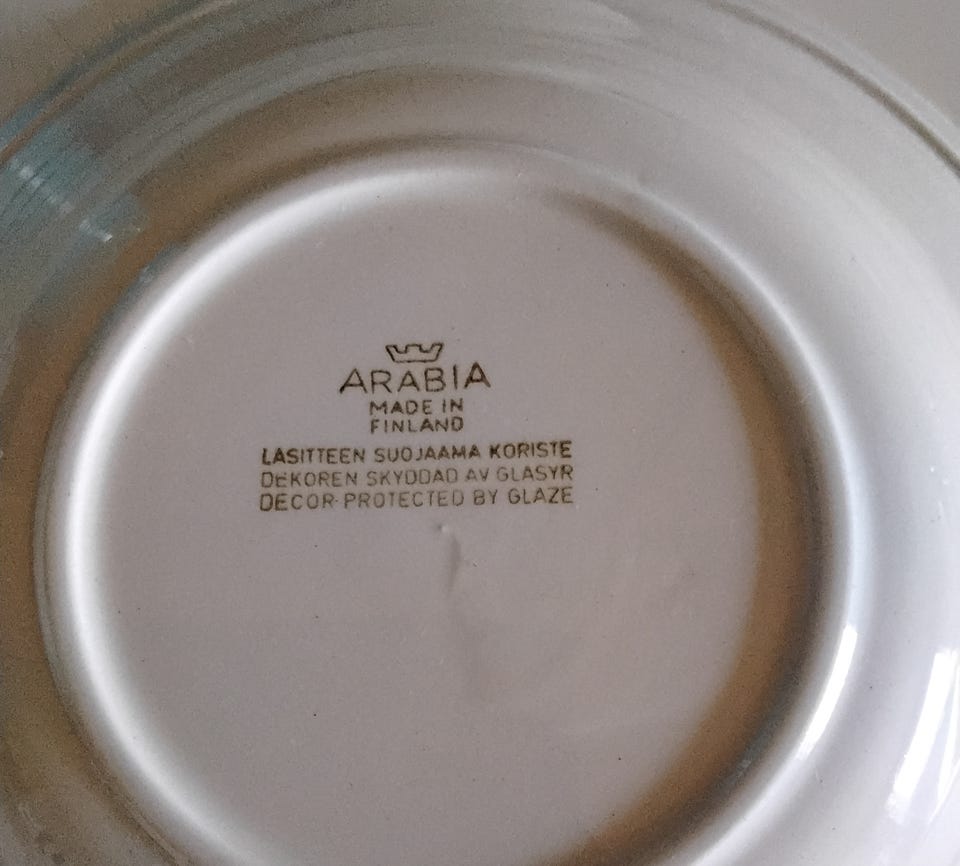 ARABIA
MADE IN
FINLAND
LASITTEEN SUOJAAMA KORISTE
DEKOREN SKYDDAD AV GLASYR
DECOR PROTECTED BY GLAZE